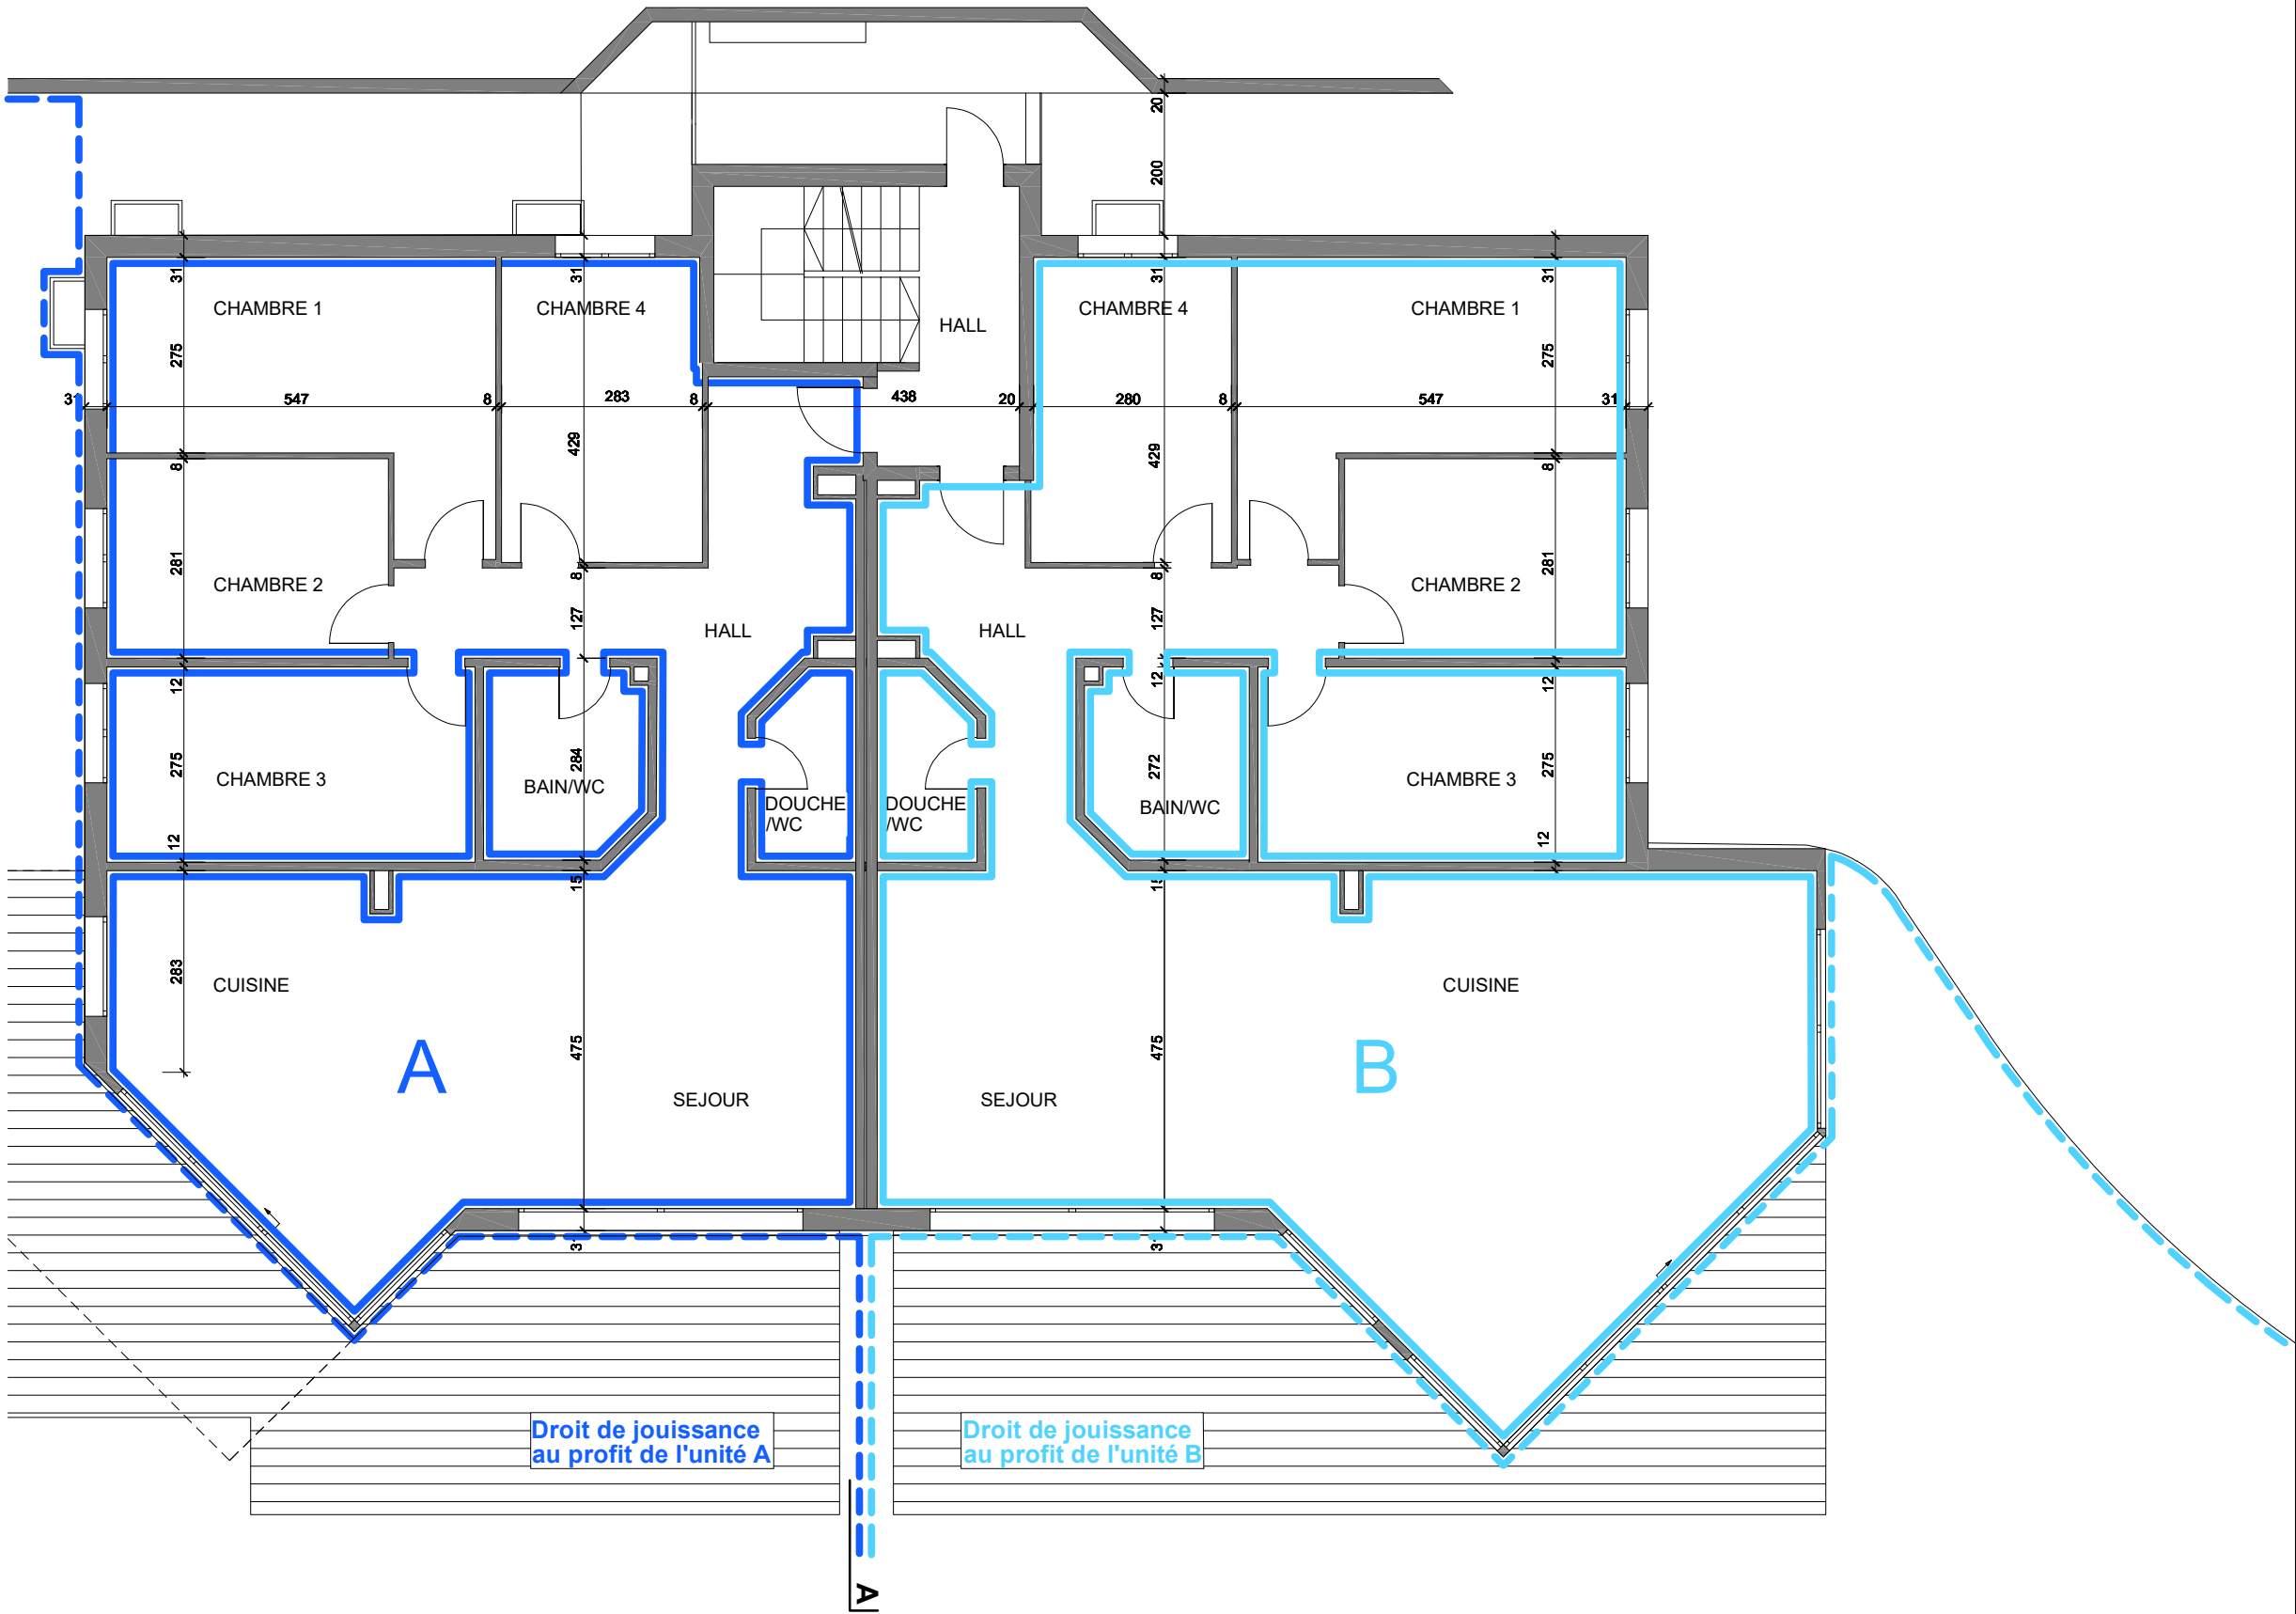 20
200
31
31
31
31
CHAMBRE 1
CHAMBRE 4
HALL
CHAMBRE 4
CHAMBRE 1
275
275
547
8
283
8
438
20
280
8
547
31
429
429
8
8
281
281
CHAMBRE 2
CHAMBRE 2
8
8
127
127
HALL
HALL
12
12
12
275
284
272
275
CHAMBRE 3
BAIN/WC
DOUCHE
/WC
DOUCHE
/WC
BAIN/WC
CHAMBRE 3
12
12
15
283
CUISINE
CUISINE
A
B
475
475
SEJOUR
SEJOUR
Droit de jouissance
au profit de l'unité A
Droit de jouissance
au profit de l'unité B
A